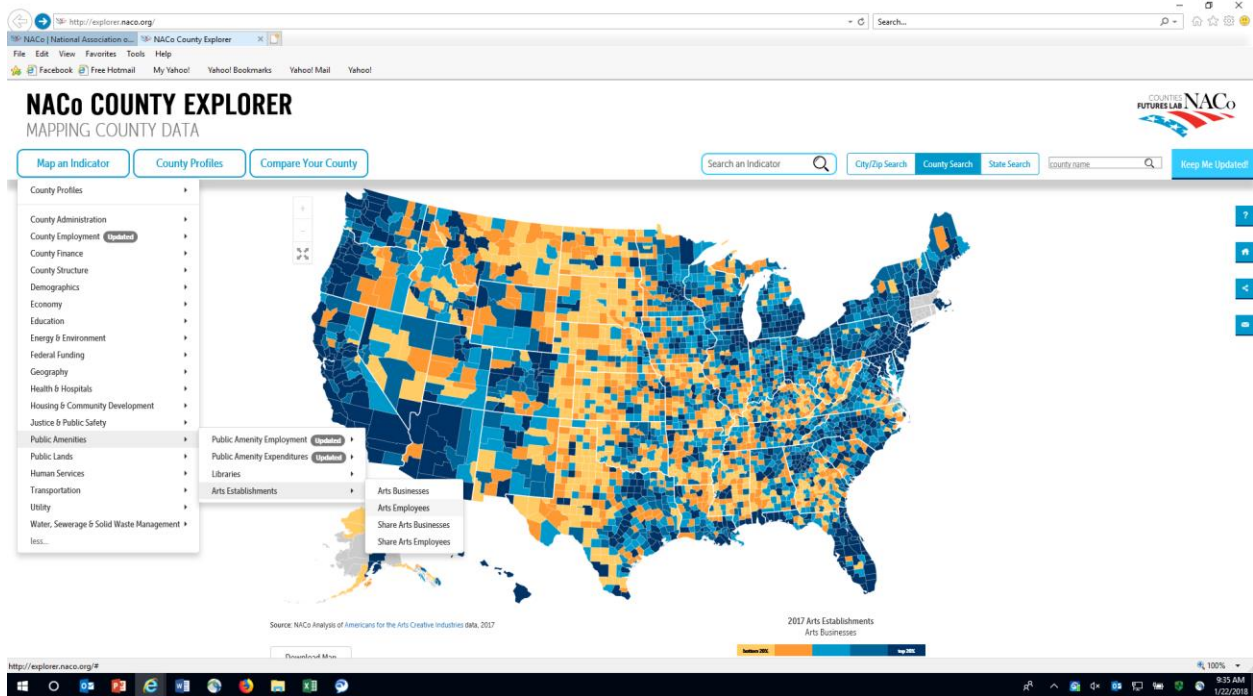 http://explorer.naco.org/
Search...
NACo | National Association o...
NACo County Explorer
File Edit View Favorites Tools Help
Facebook Free Hotmail My Yahoo! Yahoo! Bookmarks Yahoo! Mail Yahoo!
NACo COUNTY EXPLORER
MAPPING COUNTY DATA
COUNTIES FUTURES LAB NACo
Map an Indicator
County Profiles
Compare Your County
Search an Indicator
City/Zip Search
County Search
State Search
county name
Keep Me Updated!
County Profiles
County Administration
County Employment Updated
County Finance
County Structure
Demographics
Economy
Education
Energy & Environment
Federal Funding
Geography
Health & Hospitals
Housing & Community Development
Justice & Public Safety
Public Amenities
Public Lands
Human Services
Transportation
Utility
Water, Sewerage & Solid Waste Management
less...
Public Amenity Employment Updated
Public Amenity Expenditures Updated
Libraries
Arts Establishments
Arts Businesses
Arts Employees
Share Arts Businesses
Share Arts Employees
Source: NACo Analysis of Americans for the Arts Creative Industries data, 2017
2017 Arts Establishments
Arts Businesses
bottom 20% top 20%
Download Map
http://explorer.naco.org/#
100%
9:35 AM
1/22/2018